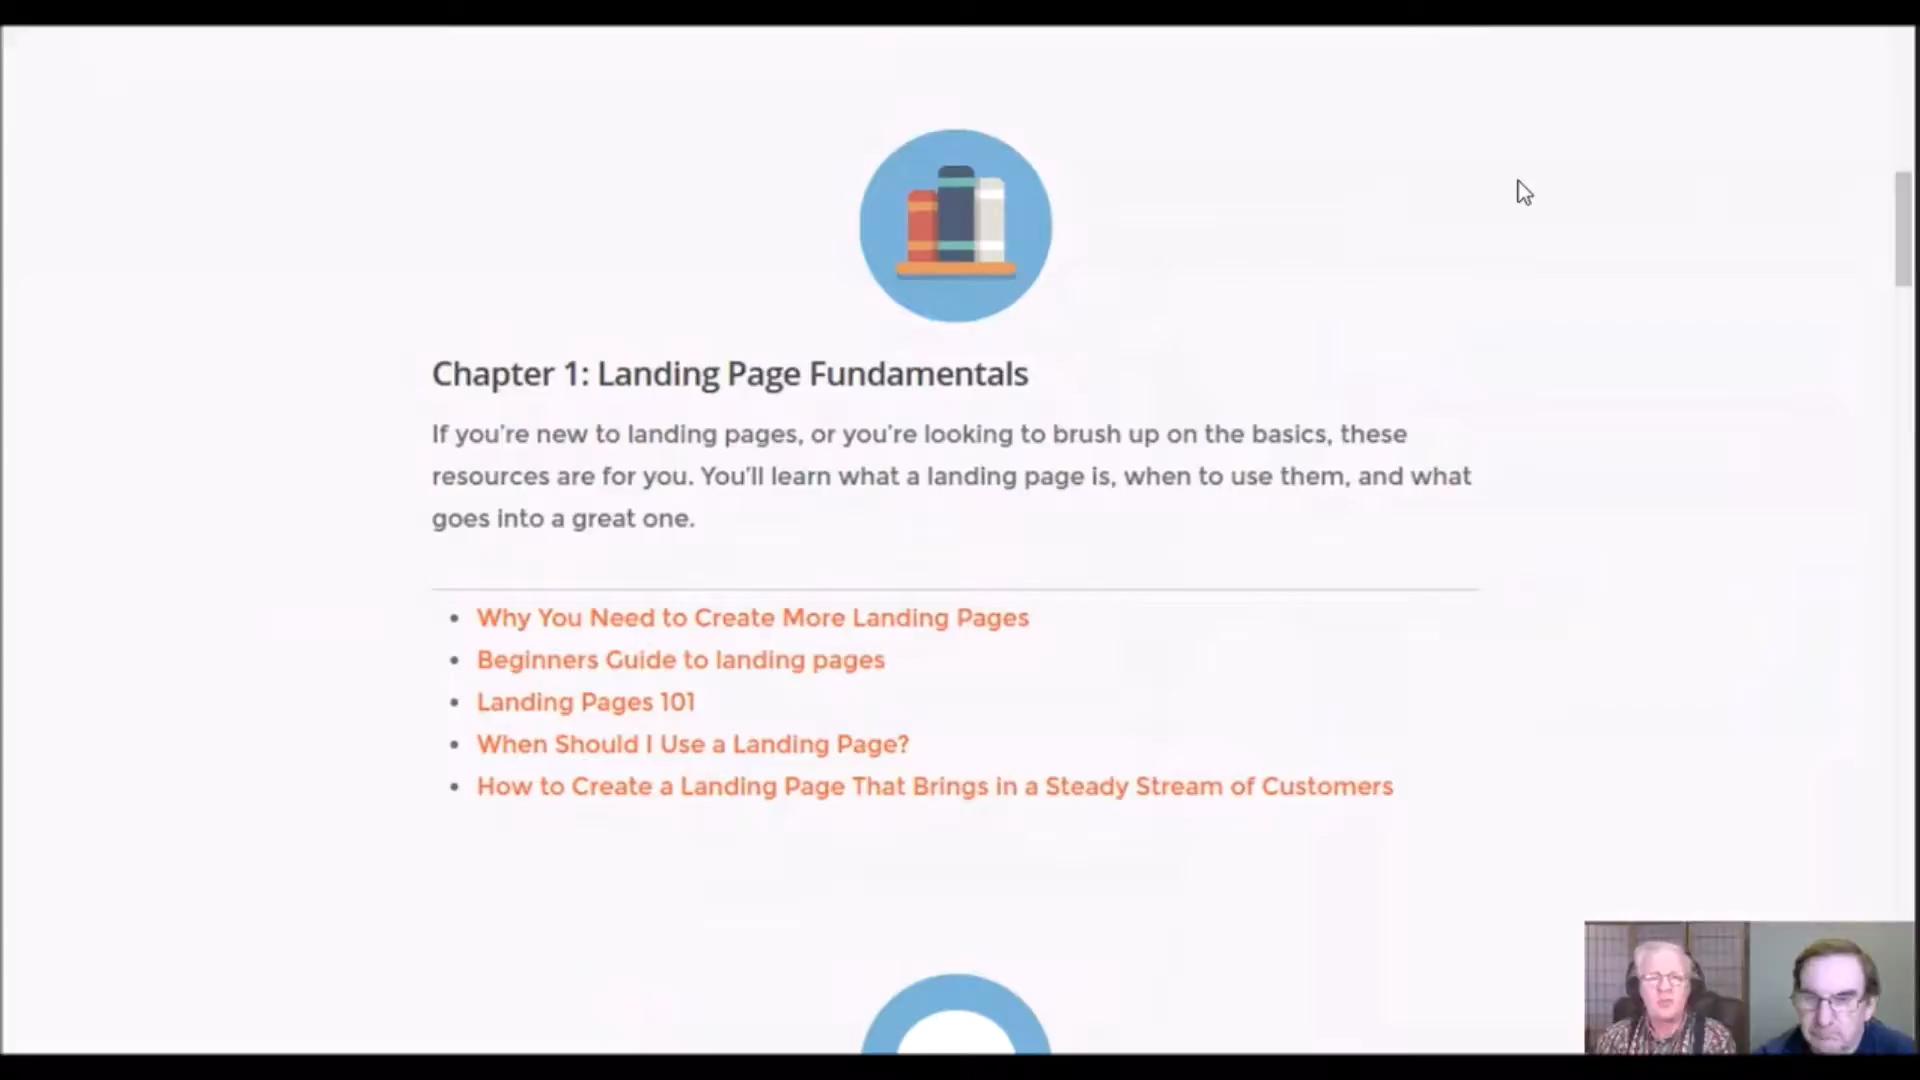 Chapter 1: Landing Page Fundamentals
If you're new to landing pages, or you're looking to brush up on the basics, these
resources are for you. You'll learn what a landing page is, when to use them, and what
goes into a great one.
Why You Need to Create More Landing Pages
Beginners Guide to landing pages
Landing Pages 101
When Should I Use a Landing Page?
How to Create a Landing Page That Brings in a Steady Stream of Customers